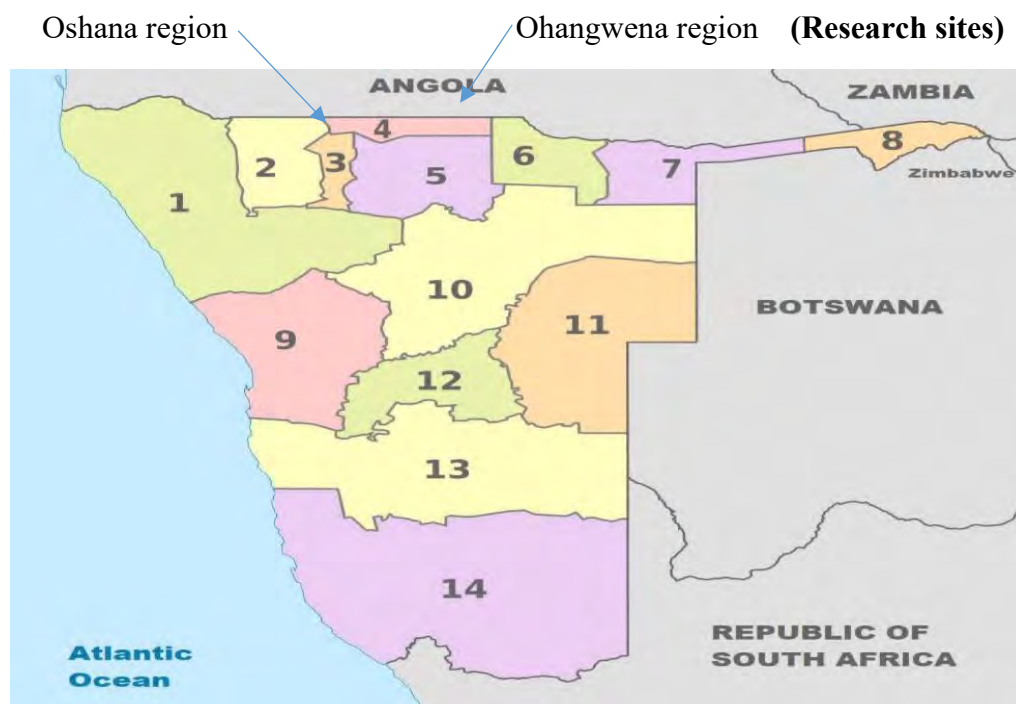 Oshana region Ohangwena region (Research sites)
ANGOLA
ZAMBIA
4
8
2
3
6
7
5
Zimbabwe
1
10
BOTSWANA
11
9
12
13
14
REPUBLIC OF
SOUTH AFRICA
Atlantic
Ocean